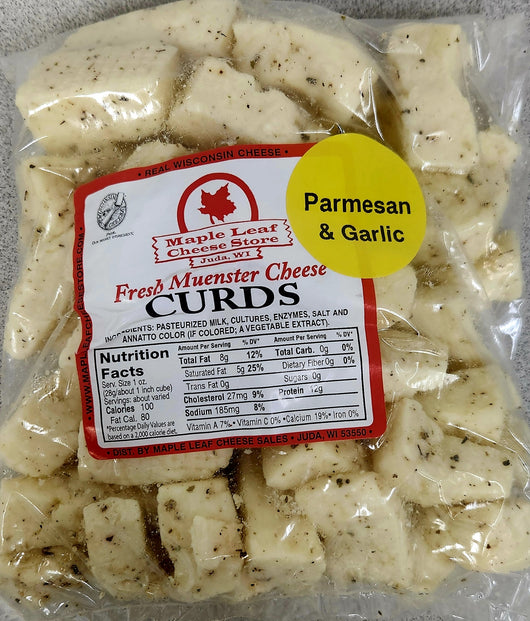 • REAL WISCONSIN CHEESE •
Maple Leaf
Cheese Store
Juda, WI
Parmesan
& Garlic
Fresh Muenster Cheese
CURDS
INGREDIENTS: PASTEURIZED MILK, CULTURES, ENZYMES, SALT AND
ANNATTO COLOR (IF COLORED; A VEGETABLE EXTRACT).
Nutrition
Facts
Serv. Size 1 oz.
(28g/about 1 inch cube)
Servings: about varied
Calories 100
Fat Cal. 80
*Percentage Daily Values are
based on a 2,000 calorie diet.
Amount Per Serving % DV*
Total Fat 8g 12%
Saturated Fat 5g 25%
Trans Fat 0g
Cholesterol 27mg 9%
Sodium 185mg 8%
Amount Per Serving % DV*
Total Carb. 0g 0%
Dietary Fiber 0g 0%
Sugars 0g
Protein 12g
Vitamin A 7% • Vitamin C 0% • Calcium 19% • Iron 0%
• DIST. BY MAPLE LEAF CHEESE SALES • JUDA, WI 53550 •